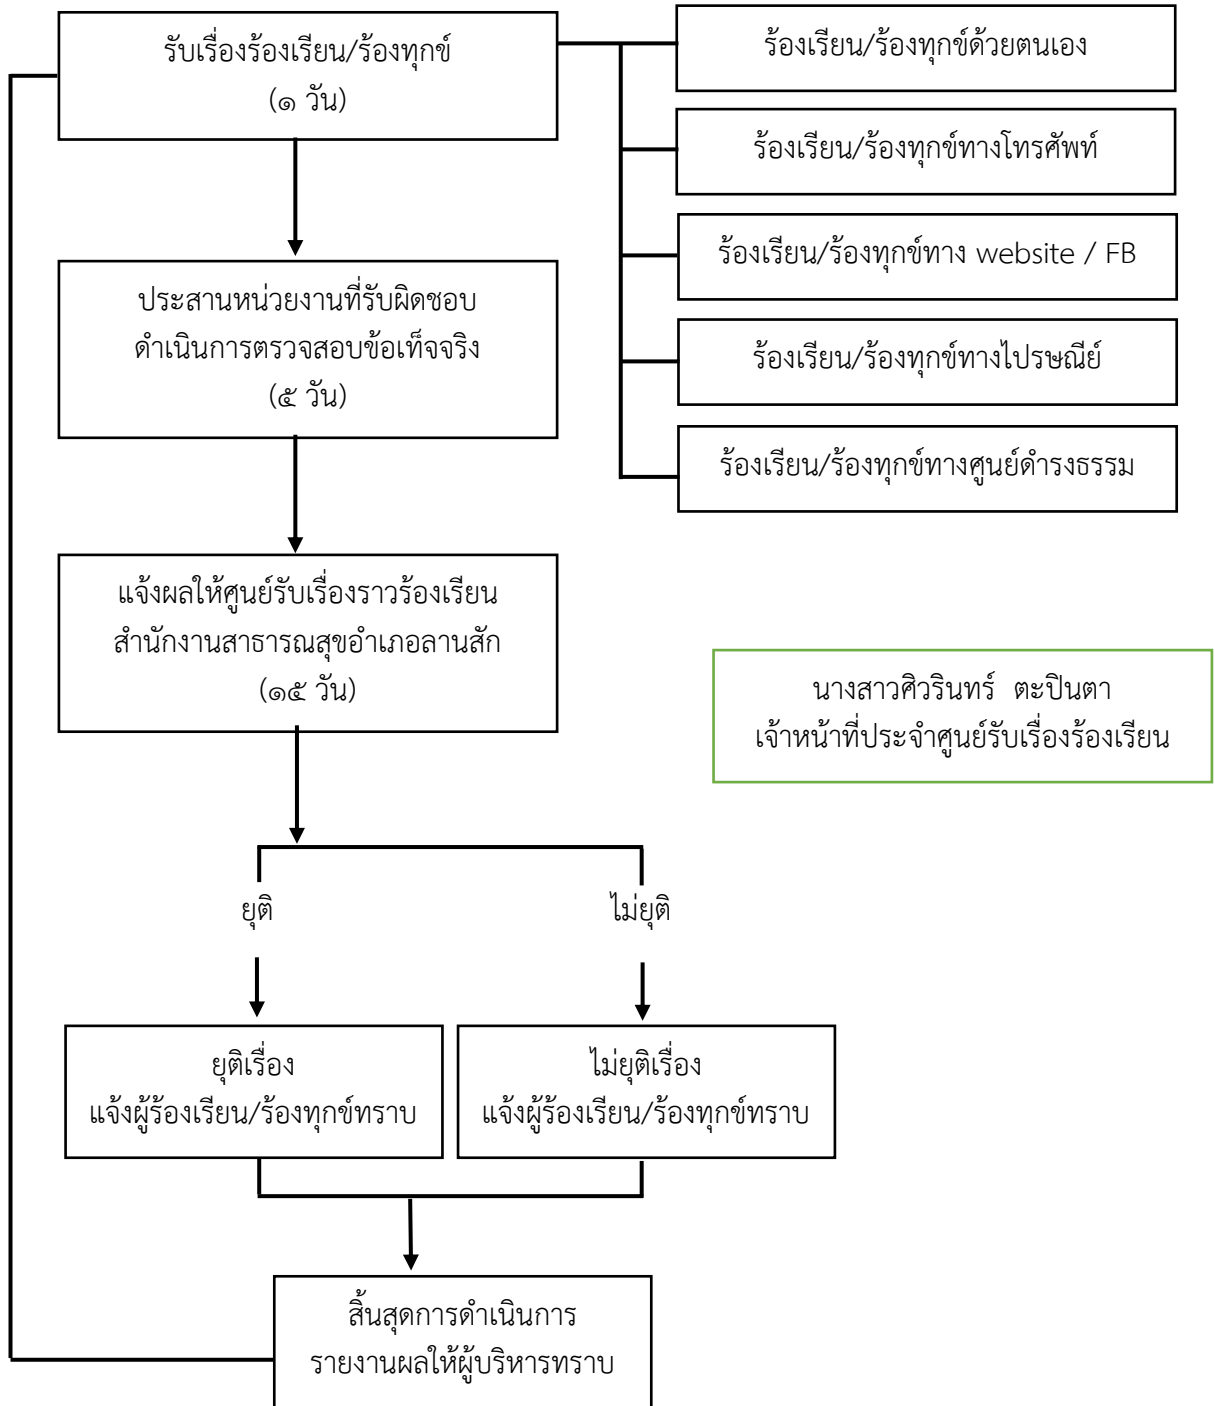 รับเรื่องร้องเรียน/ร้องทุกข์
(๑ วัน)
ร้องเรียน/ร้องทุกข์ด้วยตนเอง
ร้องเรียน/ร้องทุกข์ทางโทรศัพท์
ร้องเรียน/ร้องทุกข์ทาง website / FB
ร้องเรียน/ร้องทุกข์ทางไปรษณีย์
ร้องเรียน/ร้องทุกข์ทางศูนย์ดำรงธรรม
ประสานหน่วยงานที่รับผิดชอบ
ดำเนินการตรวจสอบข้อเท็จจริง
(๕ วัน)
แจ้งผลให้ศูนย์รับเรื่องราวร้องเรียน
สำนักงานสาธารณสุขอำเภอลานสัก
(๑๕ วัน)
นางสาวศิวรินทร์ ตะปินตา
เจ้าหน้าที่ประจำศูนย์รับเรื่องร้องเรียน
ยุติ
ไม่ยุติ
ยุติเรื่อง
แจ้งผู้ร้องเรียน/ร้องทุกข์ทราบ
ไม่ยุติเรื่อง
แจ้งผู้ร้องเรียน/ร้องทุกข์ทราบ
สิ้นสุดการดำเนินการ
รายงานผลให้ผู้บริหารทราบ